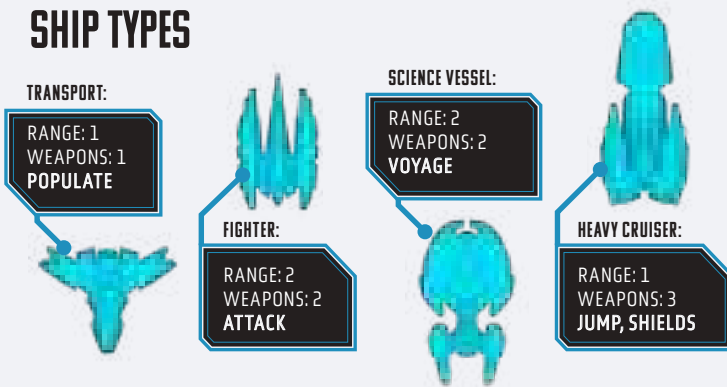 SHIP TYPES
TRANSPORT:
RANGE: 1
WEAPONS: 1
POPULATE
FIGHTER:
RANGE: 2
WEAPONS: 2
ATTACK
SCIENCE VESSEL:
RANGE: 2
WEAPONS: 2
VOYAGE
HEAVY CRUISER:
RANGE: 1
WEAPONS: 3
JUMP, SHIELDS